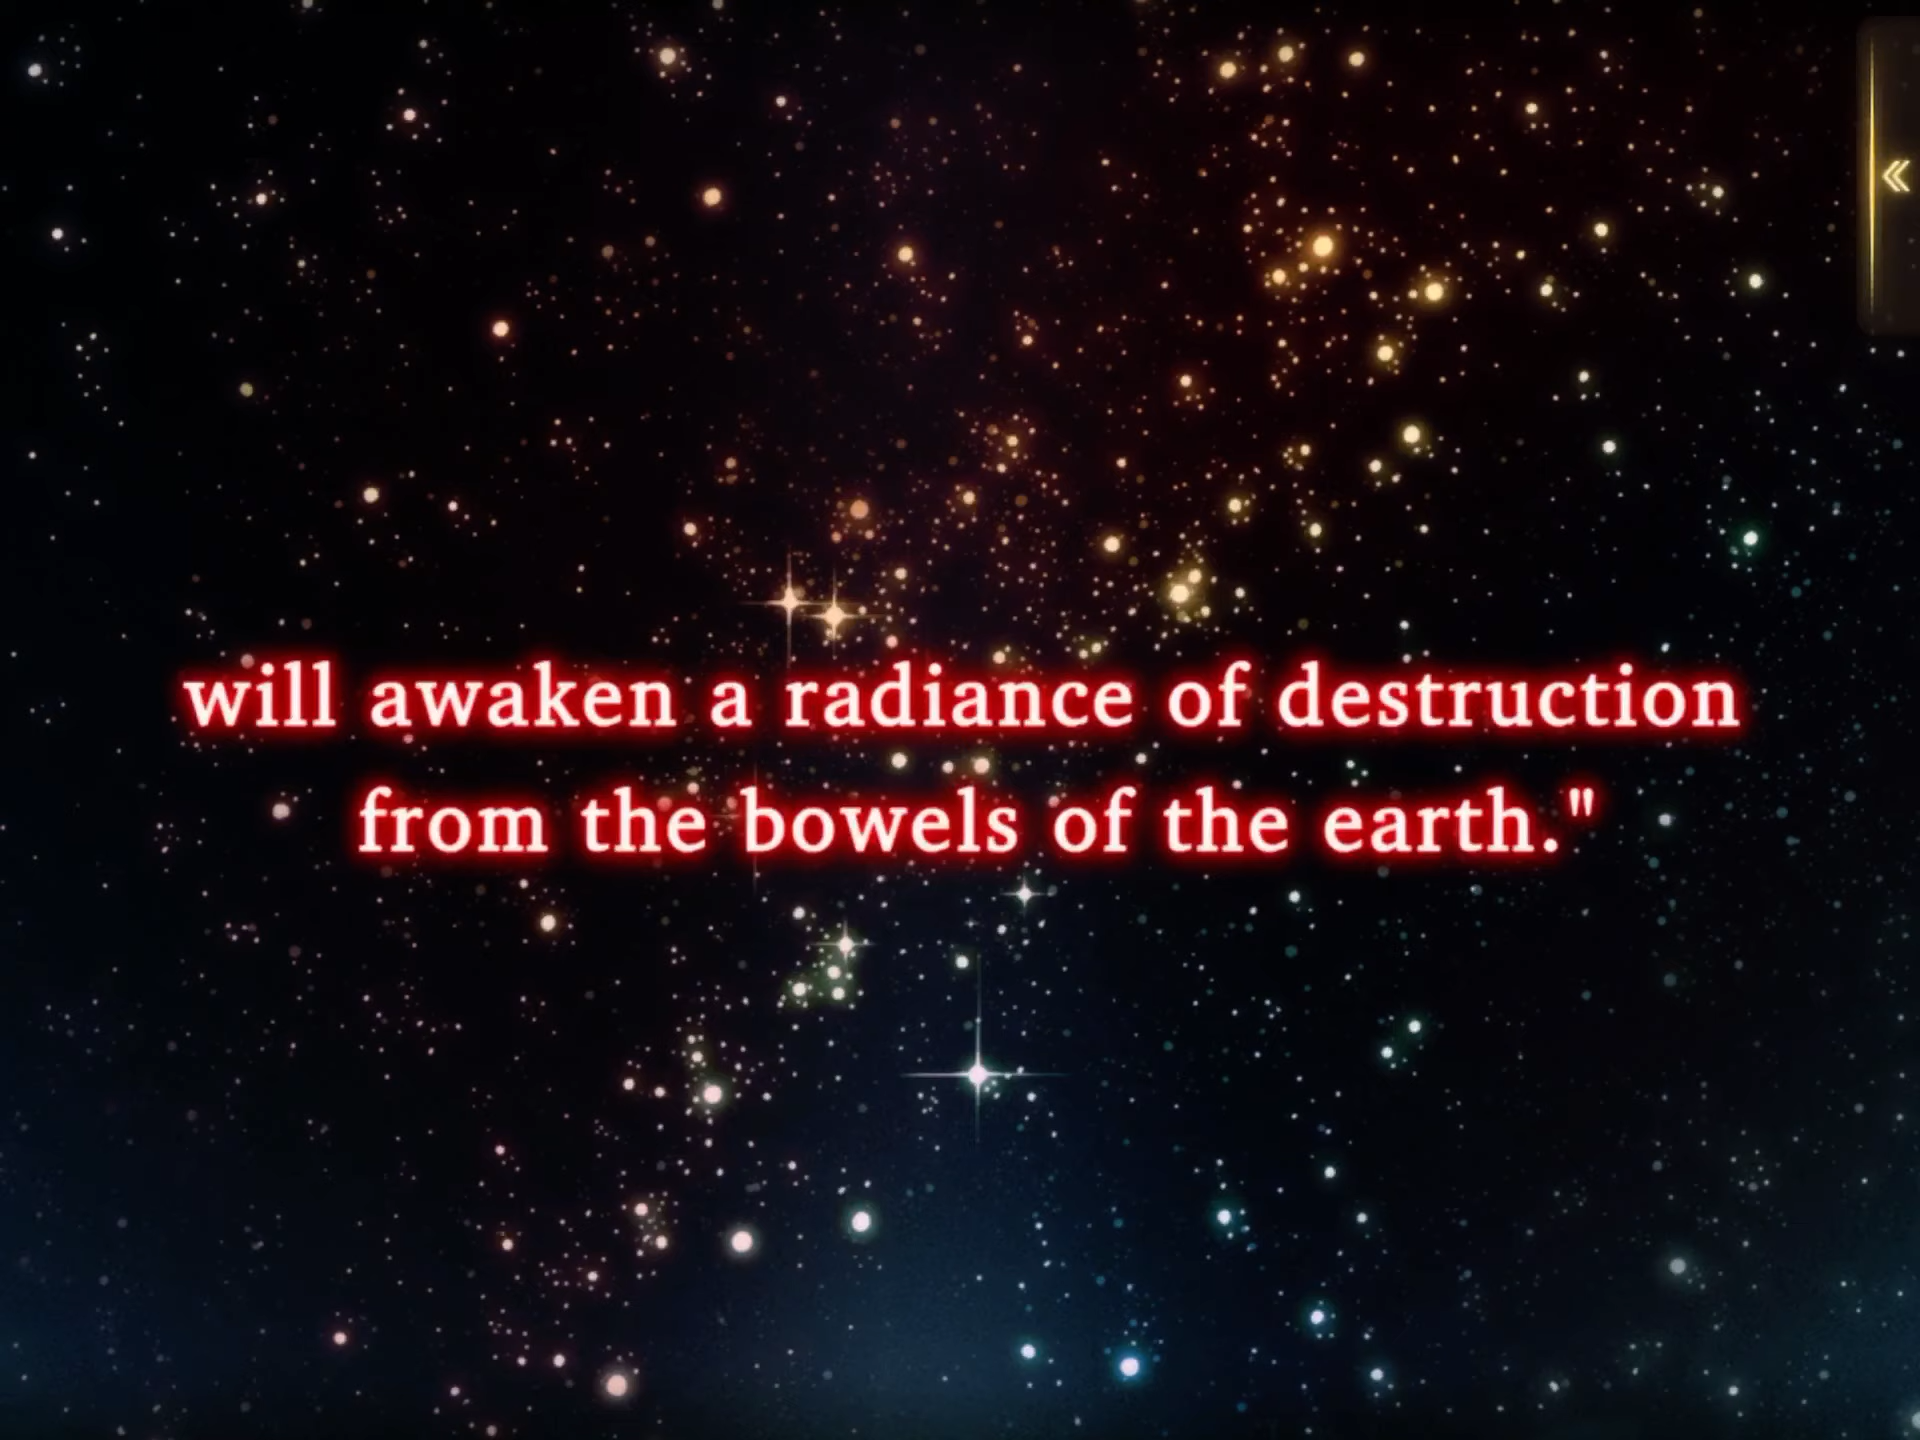 will awaken a radiance of destruction
from the bowels of the earth."